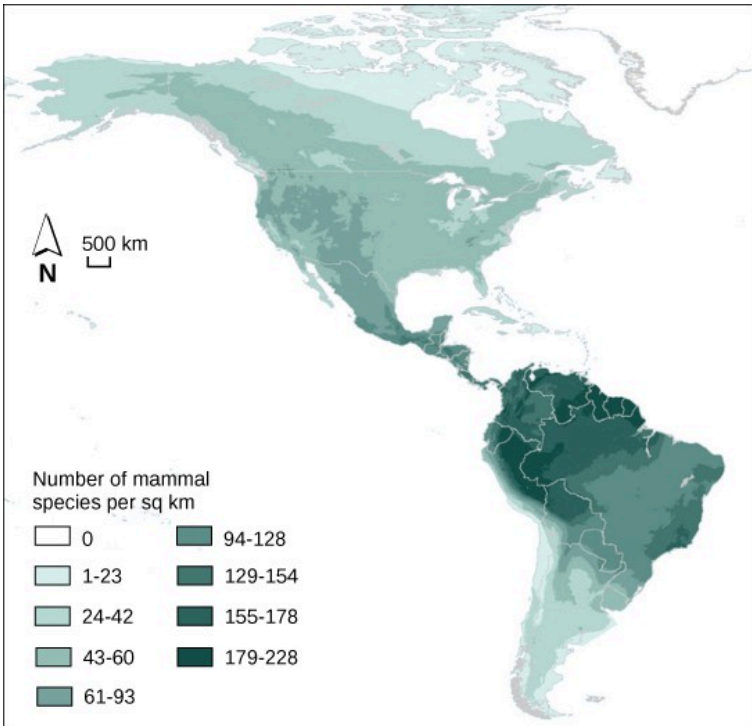 500 km
N
Number of mammal
species per sq km
0
1-23
24-42
43-60
61-93
94-128
129-154
155-178
179-228